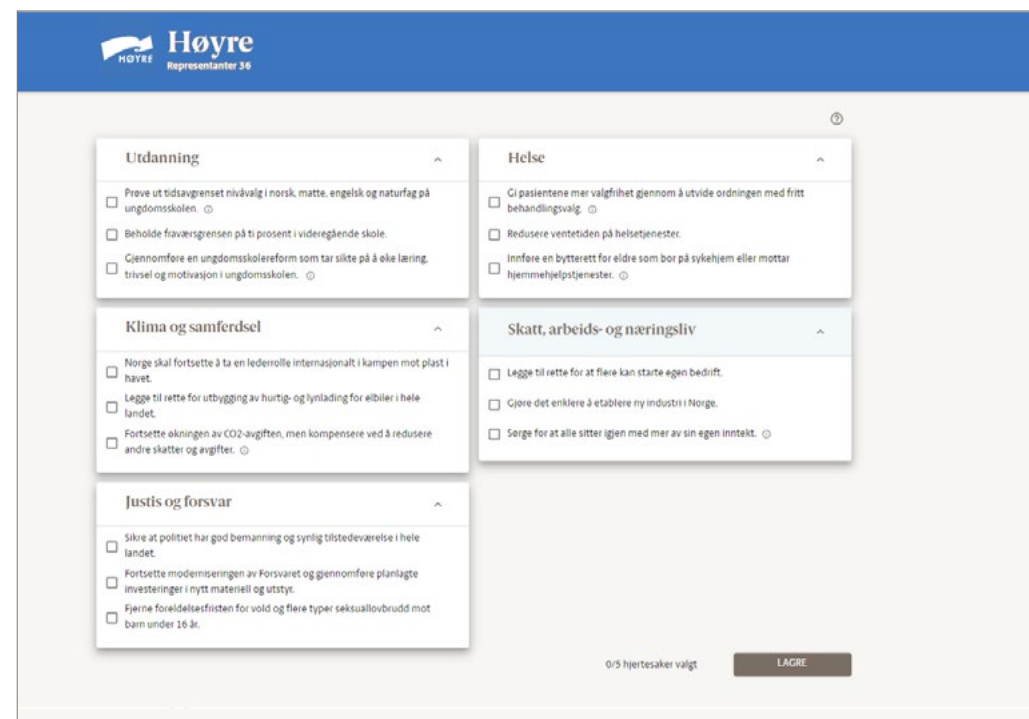 HØYRE
Høyre
Representanter 36
Utdanning
Prøve ut tidsavgrenset nivåvalg i norsk, matte, engelsk og naturfag på
ungdomsskolen.
Beholde fraværsgrensen på ti prosent i videregående skole.
Gjennomføre en ungdomsskolereform som tar sikte på å øke læring,
trivsel og motivasjon i ungdomsskolen.
Helse
Gi pasientene mer valgfrihet gjennom å utvide ordningen med fritt
behandlingsvalg.
Redusere ventetiden på helsetjenester.
Innføre en bytterett for eldre som bor på sykehjem eller mottar
hjemmehjelpstjenester.
Klima og samferdsel
Norge skal fortsette å ta en lederrolle internasjonalt i kampen mot plast i
havet.
Legge til rette for utbygging av hurtig- og lynlading for elbiler i hele
landet.
Fortsette økningen av CO2-avgiften, men kompensere ved å redusere
andre skatter og avgifter.
Skatt, arbeids- og næringsliv
Legge til rette for at flere kan starte egen bedrift.
Gjøre det enklere å etablere ny industri i Norge.
Sørge for at alle sitter igjen med mer av sin egen inntekt.
Justis og forsvar
Sikre at politiet har god bemanning og synlig tilstedeværelse i hele
landet.
Fortsette moderniseringen av Forsvaret og gjennomføre planlagte
investeringer i nytt materiell og utstyr.
Fjerne foreldelsesfristen for vold og flere typer seksuallovbrudd mot
barn under 16 år.
0/5 hjertesaker valgt
LAGRE